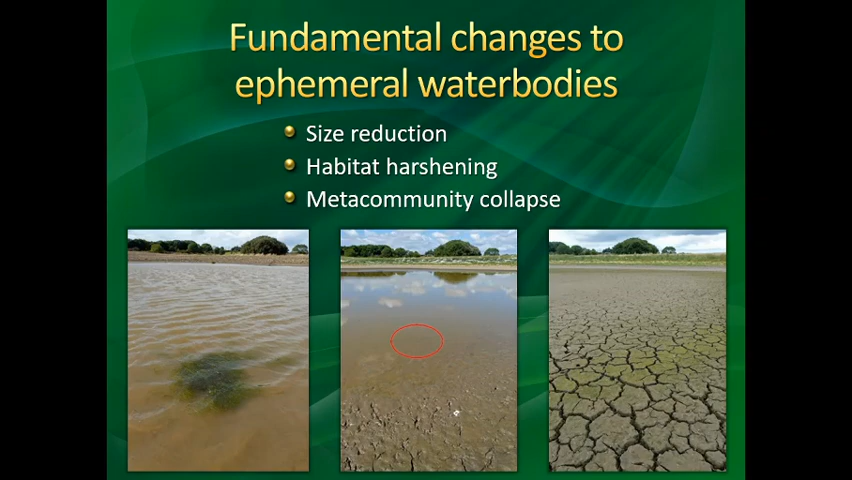 Fundamental changes to
ephemeral waterbodies
Size reduction
Habitat harshening
Metacommunity collapse